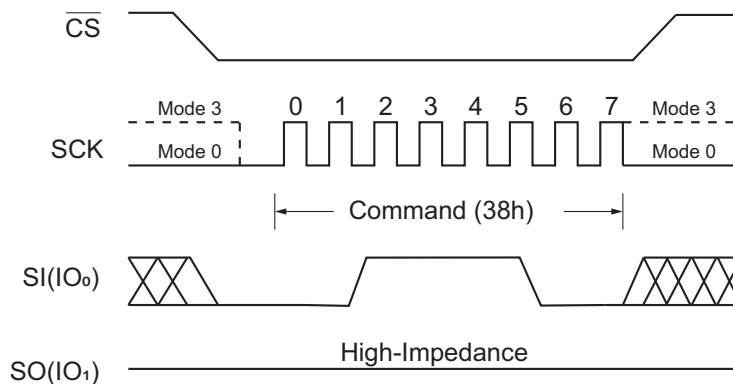 CS
Mode 3 0 1 2 3 4 5 6 7 Mode 3
SCK Mode 0 Mode 0
Command (38h)
SI(IO₀)
High-Impedance
SO(IO₁)